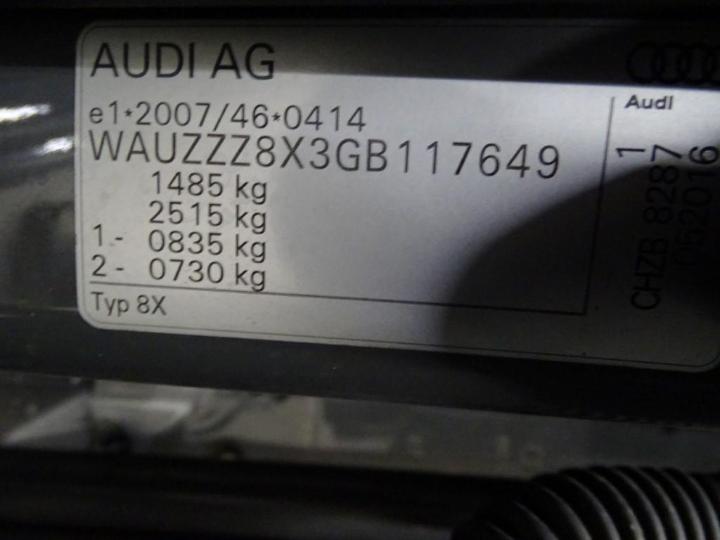 AUDI AG
e1*2007/46*0414
WAUZZZ8X3GB117649
1485 kg
2515 kg
1- 0835 kg
2- 0730 kg
Typ 8X
Audi
1
CHZB 8287